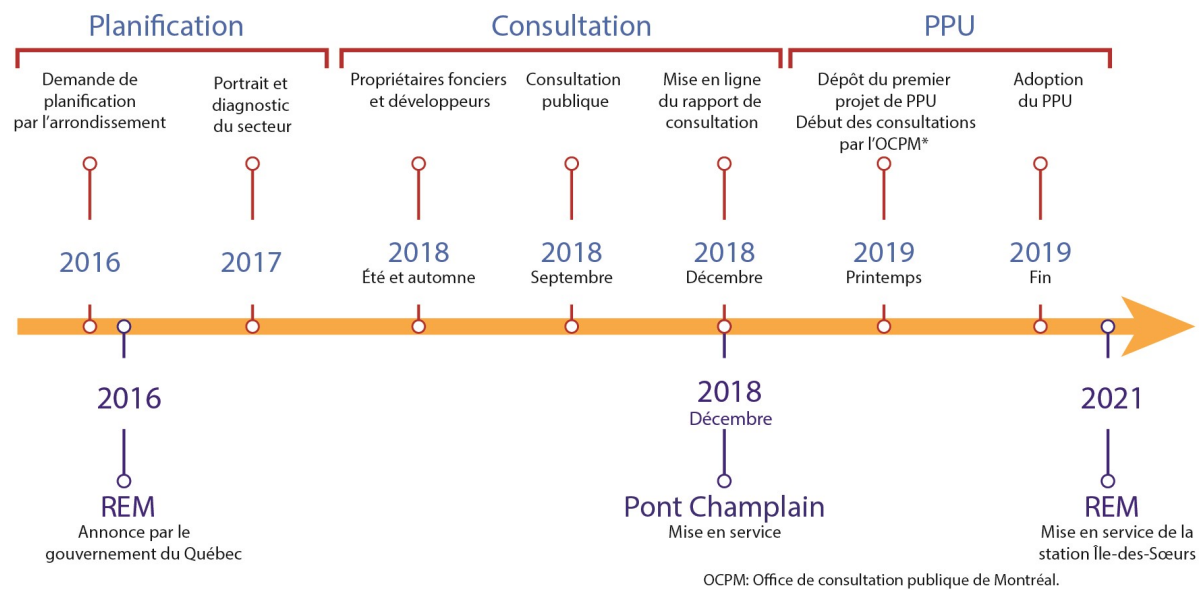 Planification
Consultation
PPU
Demande de
planification
par l'arrondissement
Portrait et
diagnostic
du secteur
Propriétaires fonciers
et développeurs
Consultation
publique
Mise en ligne
du rapport de
consultation
Dépôt du premier
projet de PPU
Début des consultations
par l'OCPM*
Adoption
du PPU
2016
2017
2018
Été et automne
2018
Septembre
2018
Décembre
2019
Printemps
2019
Fin
2016
REM
Annonce par le
gouvernement du Québec
2018
Décembre
Pont Champlain
Mise en service
2021
REM
Mise en service de la
station Île-des-Sœurs
OCPM: Office de consultation publique de Montréal.